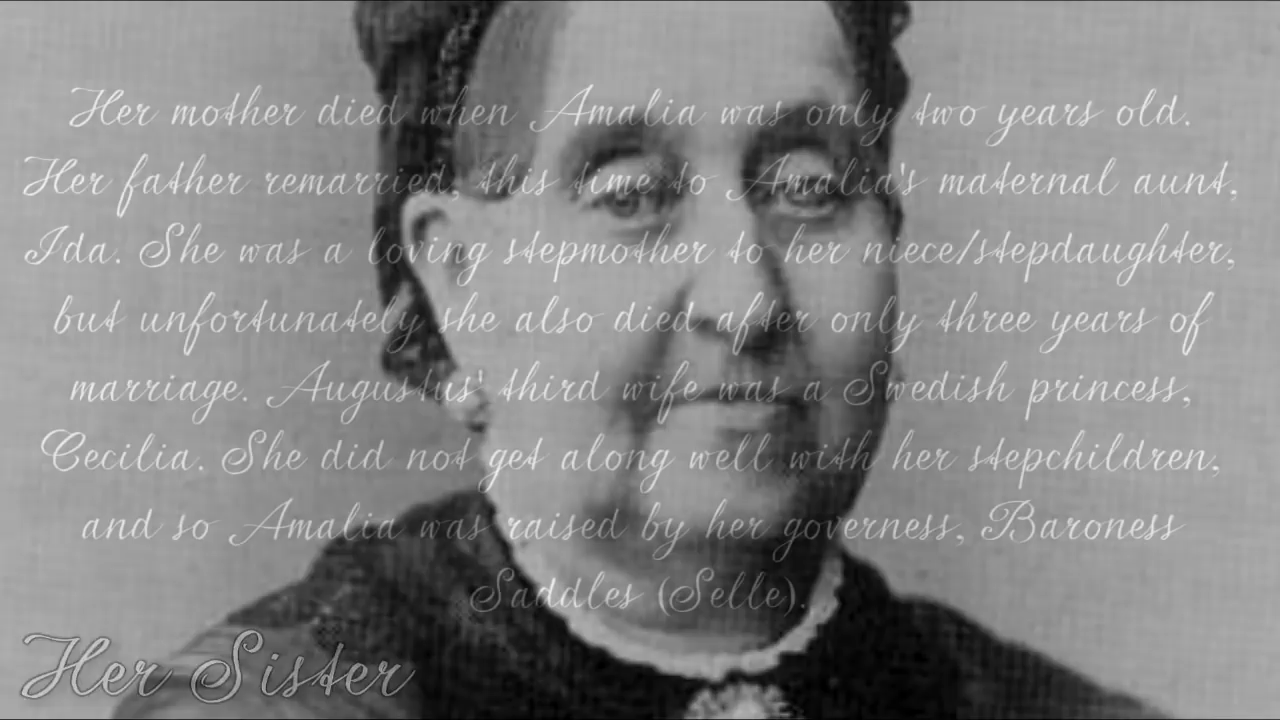 Her mother died when Amalia was only two years old.
Her father remarried, this time to Amalia's maternal aunt,
Ida. She was a loving stepmother to her niece/stepdaughter,
but unfortunately she also died after only three years of
marriage. Augustus' third wife was a Swedish princess,
Cecilia. She did not get along well with her stepchildren,
and so Amalia was raised by her governess, Baroness
Saddles (Selle).
Her Sister